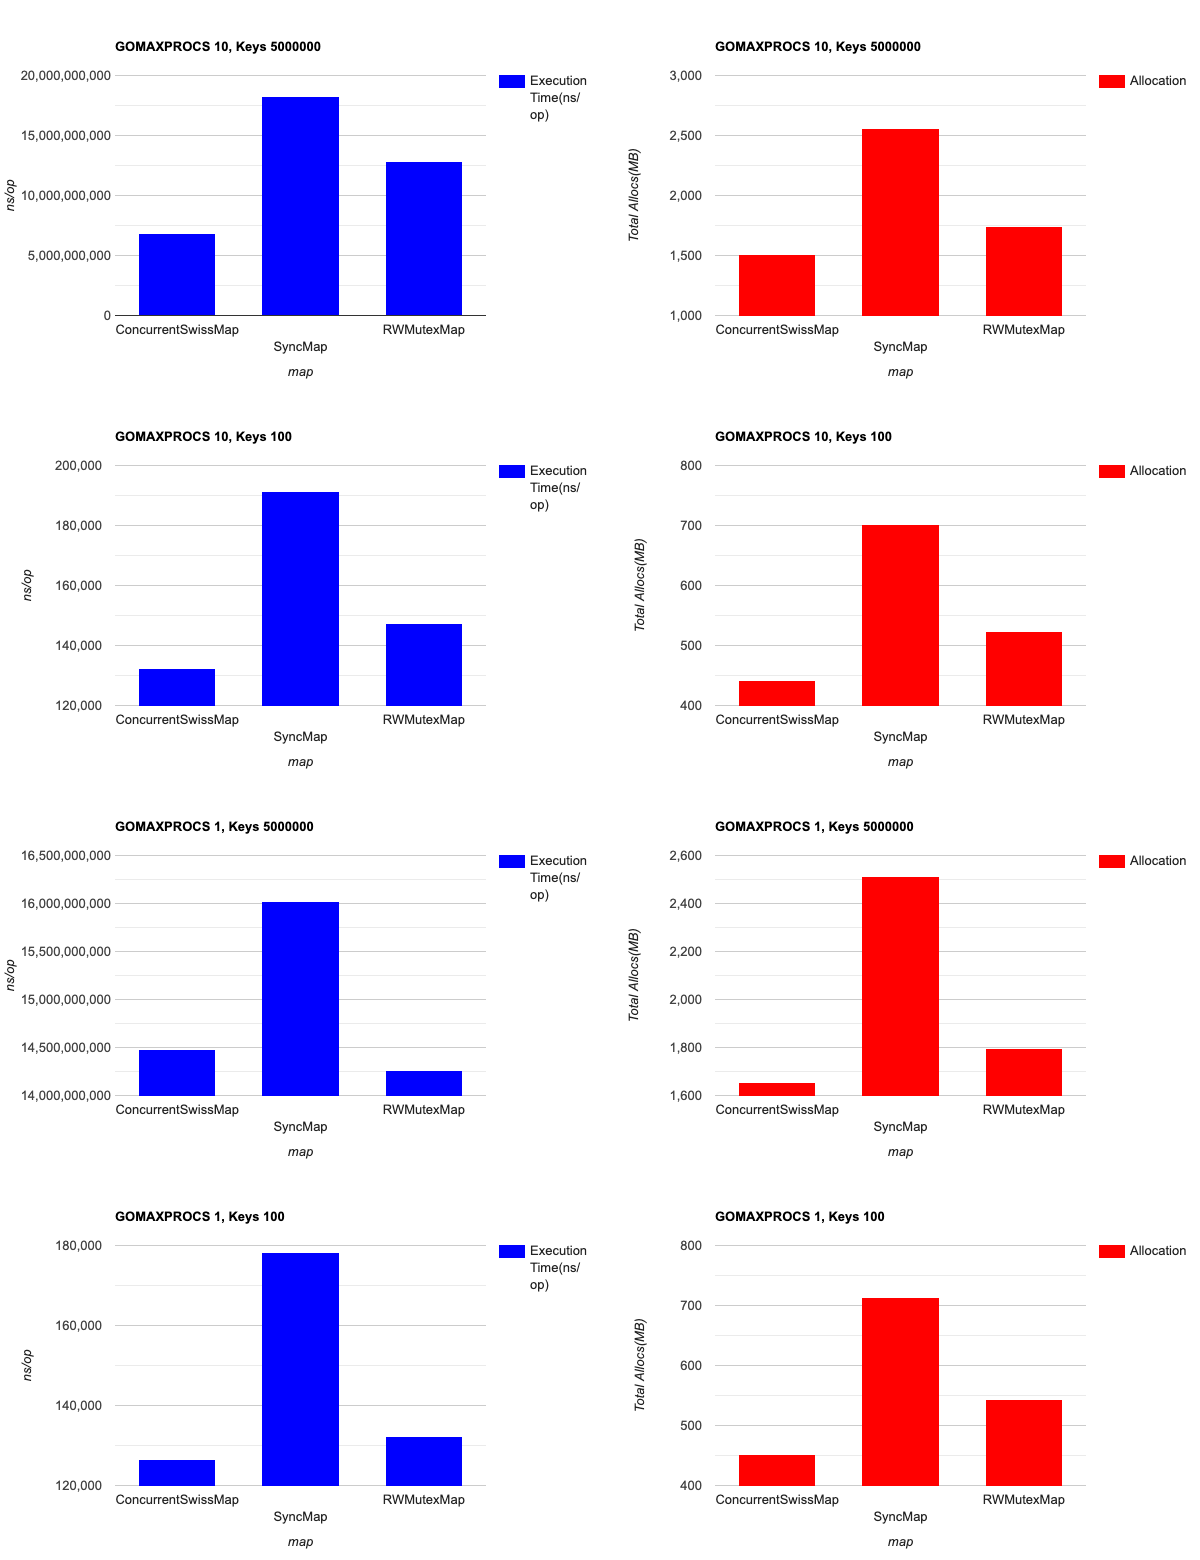 GOMAXPROCS 10, Keys 5000000
20,000,000,000
15,000,000,000
10,000,000,000
5,000,000,000
0
ns/op
ConcurrentSwissMap
SyncMap
RWMutexMap
map
Execution
Time(ns/
op)
GOMAXPROCS 10, Keys 5000000
3,000
2,500
2,000
1,500
1,000
Total Allocs(MB)
ConcurrentSwissMap
SyncMap
RWMutexMap
map
Allocation
GOMAXPROCS 10, Keys 100
200,000
180,000
160,000
140,000
120,000
ns/op
ConcurrentSwissMap
SyncMap
RWMutexMap
map
Execution
Time(ns/
op)
GOMAXPROCS 10, Keys 100
800
700
600
500
400
Total Allocs(MB)
ConcurrentSwissMap
SyncMap
RWMutexMap
map
Allocation
GOMAXPROCS 1, Keys 5000000
16,500,000,000
16,000,000,000
15,500,000,000
15,000,000,000
14,500,000,000
14,000,000,000
ns/op
ConcurrentSwissMap
SyncMap
RWMutexMap
map
Execution
Time(ns/
op)
GOMAXPROCS 1, Keys 5000000
2,600
2,400
2,200
2,000
1,800
1,600
Total Allocs(MB)
ConcurrentSwissMap
SyncMap
RWMutexMap
map
Allocation
GOMAXPROCS 1, Keys 100
180,000
160,000
140,000
120,000
ns/op
ConcurrentSwissMap
SyncMap
RWMutexMap
map
Execution
Time(ns/
op)
GOMAXPROCS 1, Keys 100
800
700
600
500
400
Total Allocs(MB)
ConcurrentSwissMap
SyncMap
RWMutexMap
map
Allocation